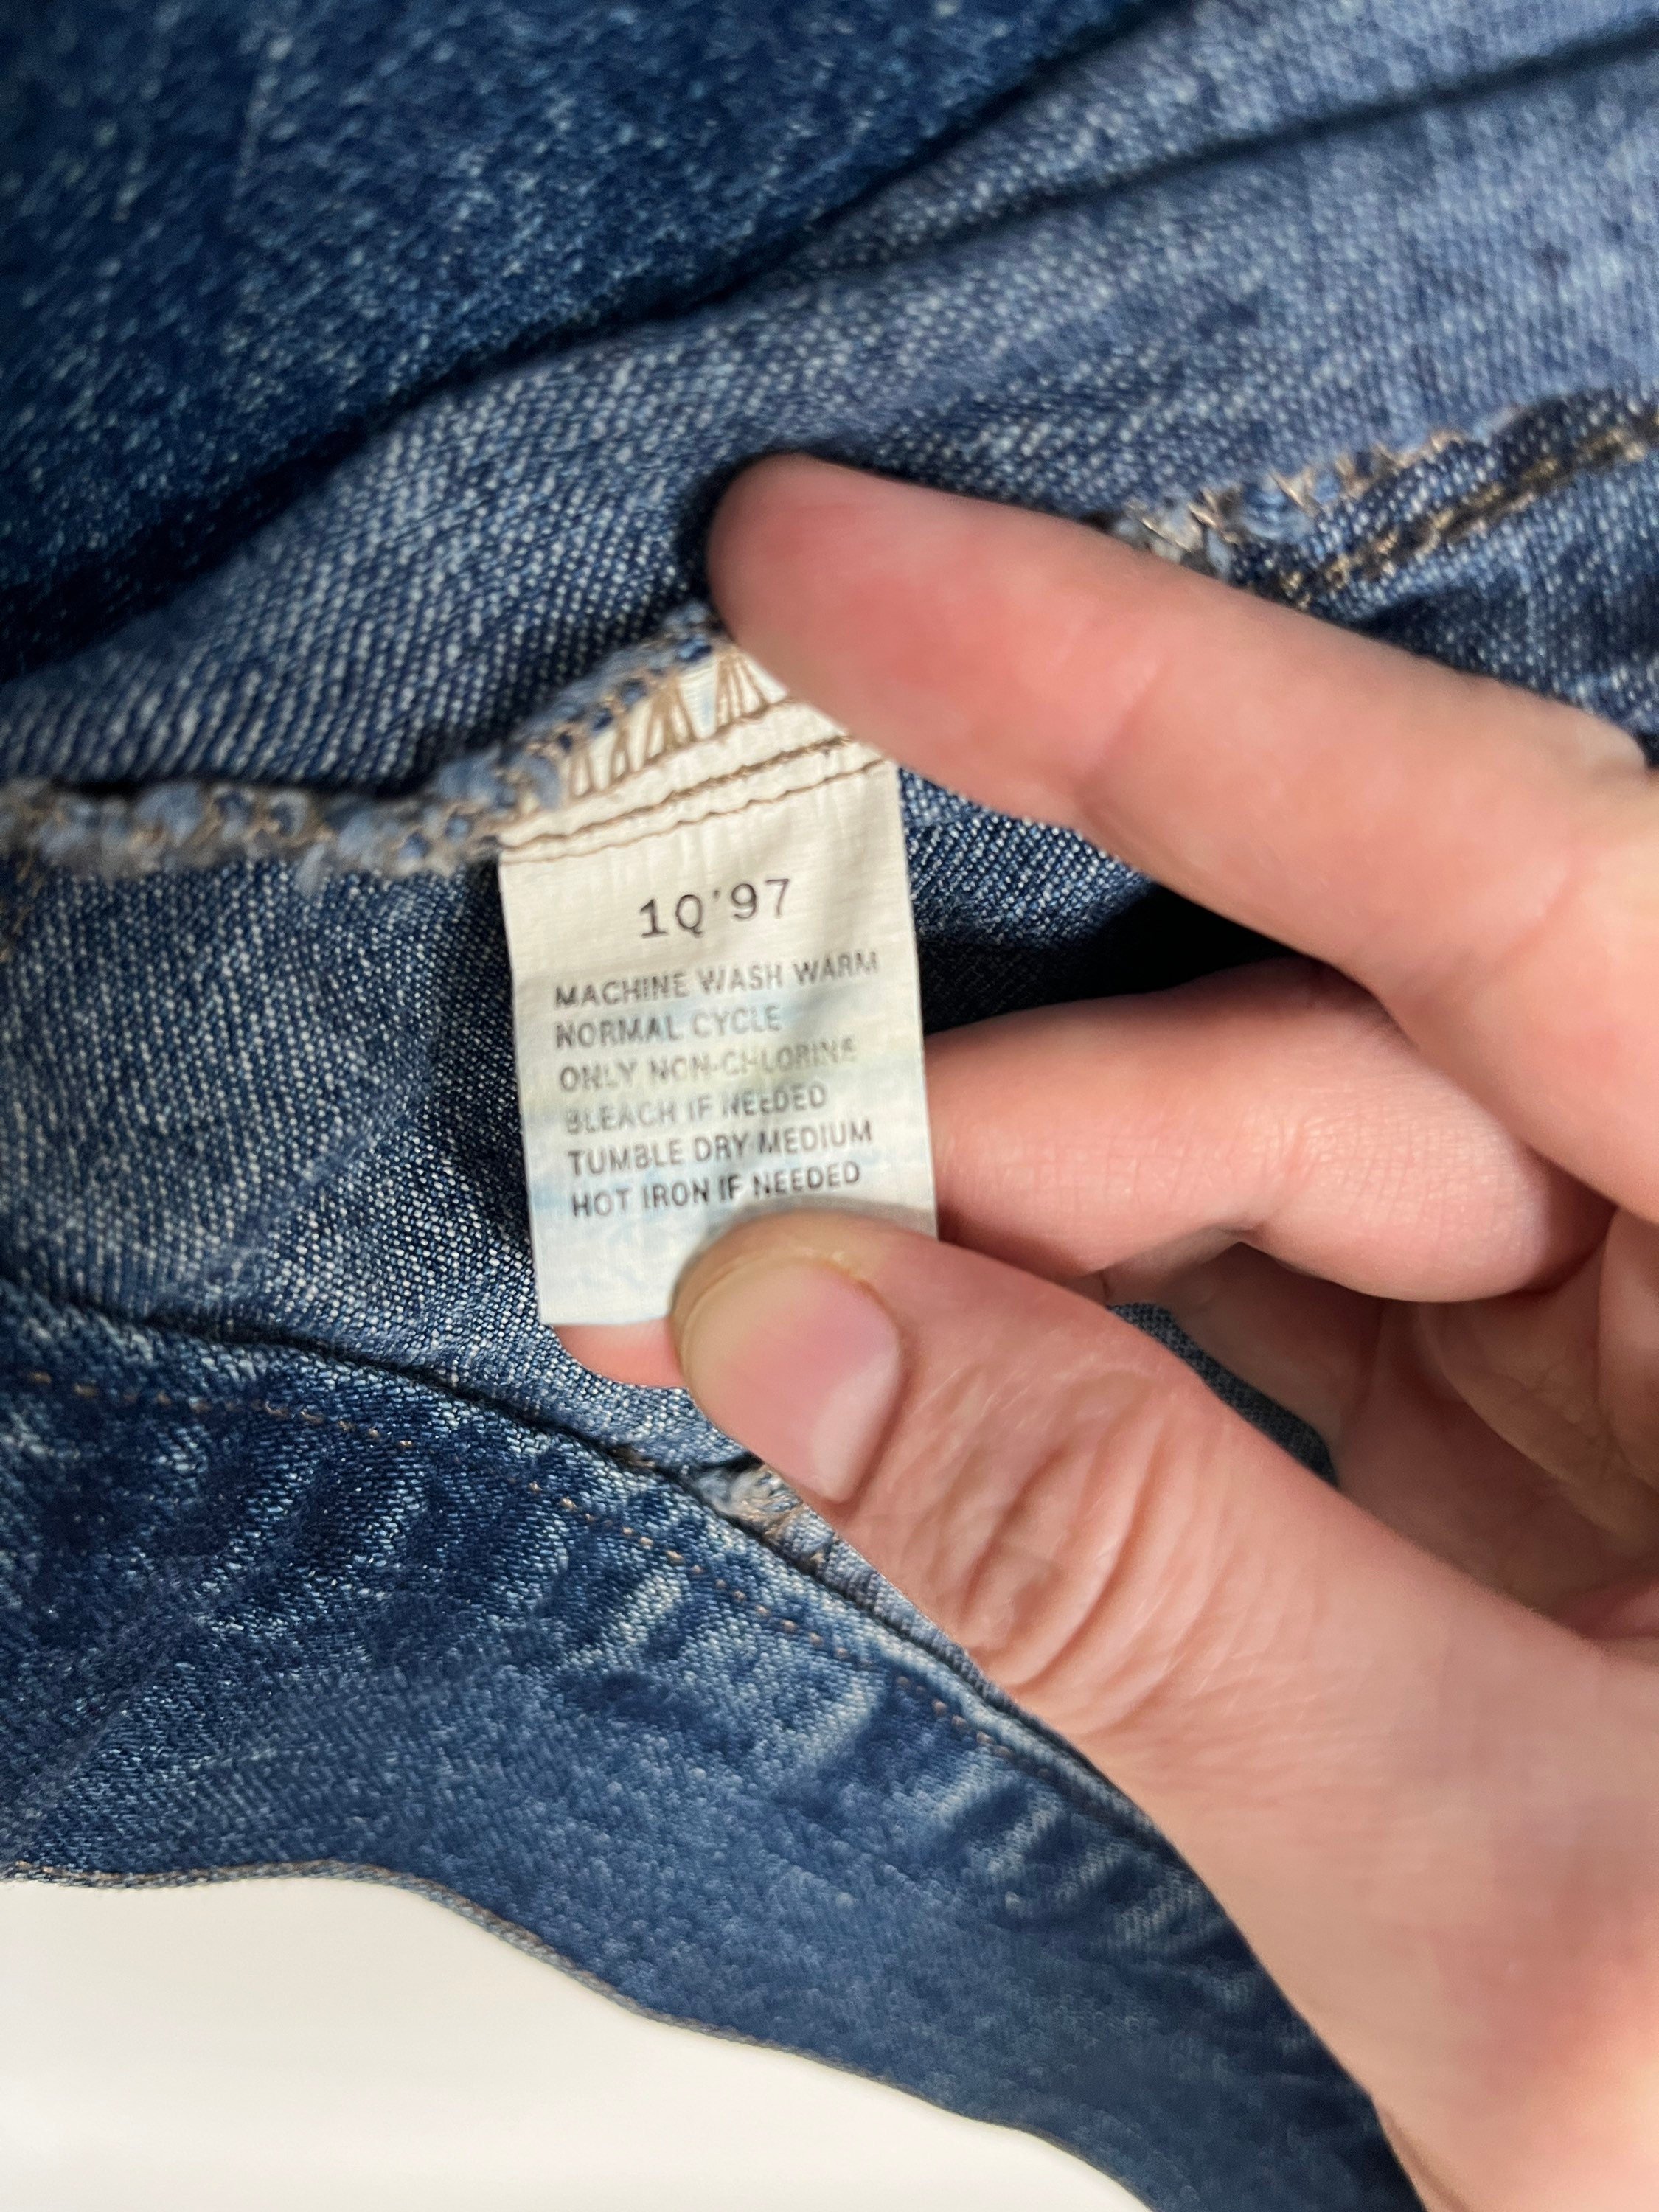 1Q'97
MACHINE WASH WARM
NORMAL CYCLE
ONLY NON-CHLORINE
BLEACH IF NEEDED
TUMBLE DRY MEDIUM
HOT IRON IF NEEDED